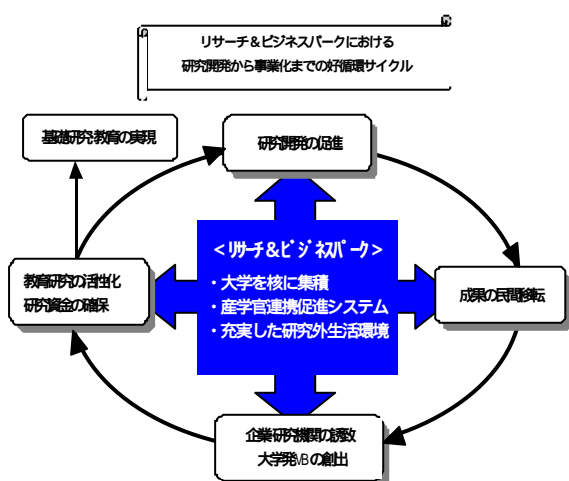 リサーチ＆ビジネスパークにおける
研究開発から事業化までの好循環サイクル
基礎研究・教育の実現
研究開発の促進
＜ﾘｻｰﾁ＆ﾋﾞｼﾞﾈｽﾊﾟｰｸ＞
・大学を核に集積
・産学官連携促進システム
・充実した研究外生活環境
教育研究の活性化
研究資金の確保
成果の民間移転
企業・研究機関の誘致
大学発VBの創出